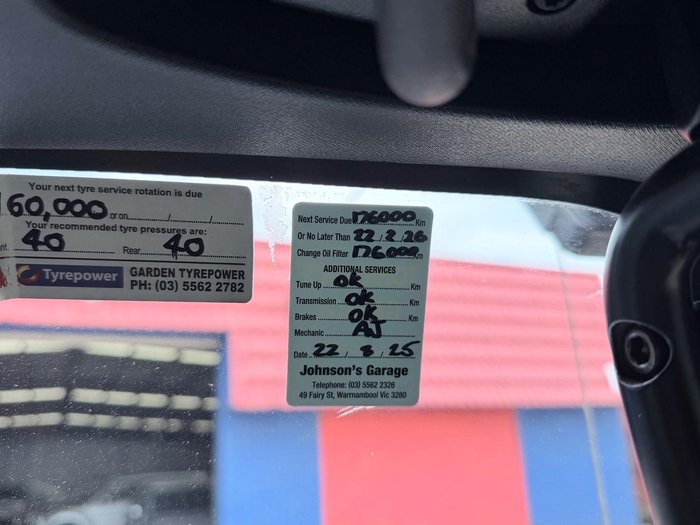 Your next tyre service rotation is due
160,000 or on / /
Your recommended tyre pressures are:
nt. 40 Rear 40
Tyrepower GARDEN TYREPOWER
PH: (03) 5562 2782
Next Service Due 176000 Km
Or No Later Than 22 / 2 / 26
Change Oil Filter 176000 Km
ADDITIONAL SERVICES
Tune Up OK Km
Transmission OK Km
Brakes OK Km
Mechanic AJ
Date 22 / 8 / 25
Johnson's Garage
Telephone: (03) 5562 2326
49 Fairy St, Warrnambool Vic 3280